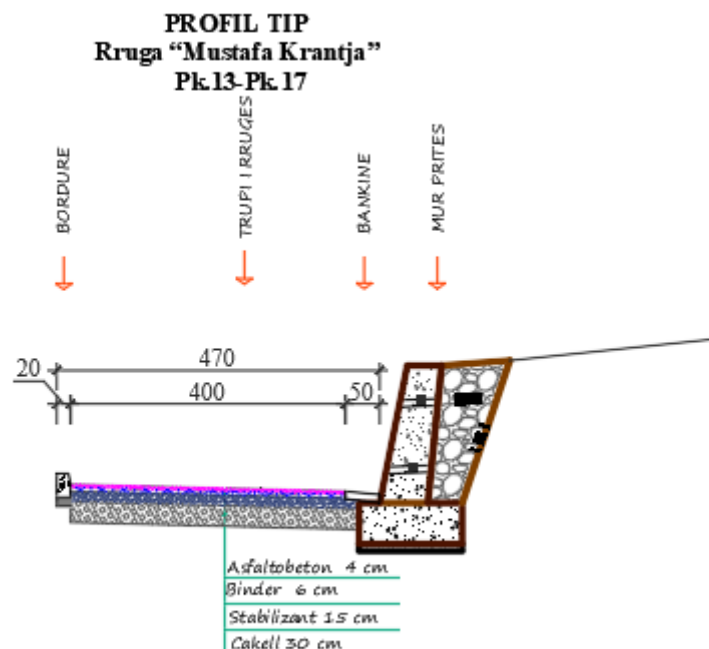 PROFIL TIP
Rruga “Mustafa Krantja”
Pk.13-Pk.17
BORDURE
TRUPI I RRUGES
BANKINE
MUR PRITES
470
20
400
50
Asfaltobeton 4 cm
Binder 6 cm
Stabilizant 15 cm
Cakell 30 cm